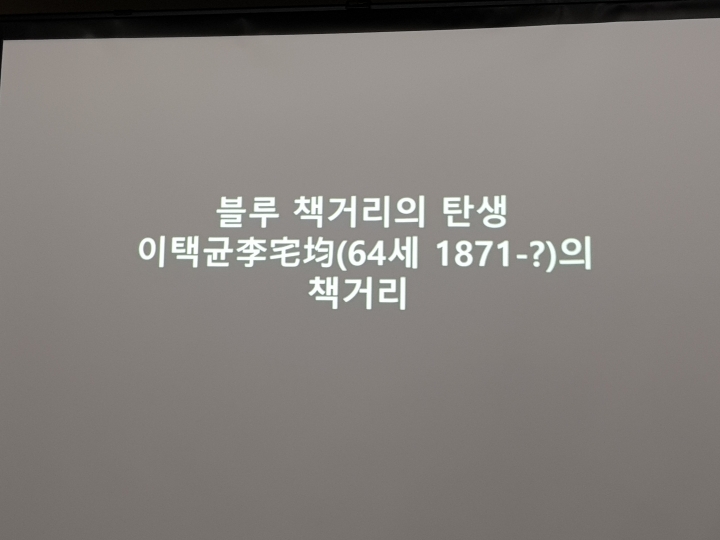 블루 책거리의 탄생
이택균李宅均(64세 1871-?)의
책거리